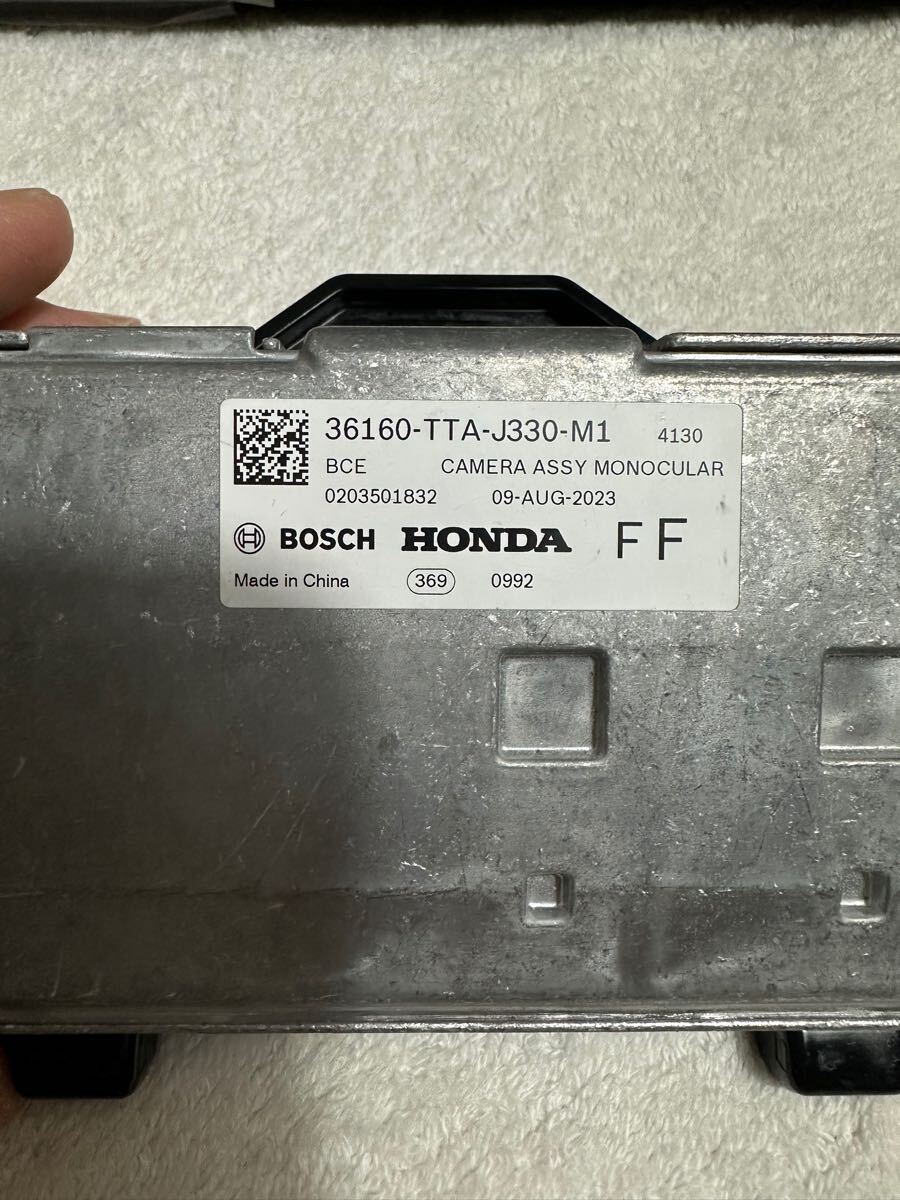 36160-TTA-J330-M1 4130
BCE CAMERA ASSY MONOCULAR
0203501832 09-AUG-2023
BOSCH HONDA FF
Made in China 369 0992